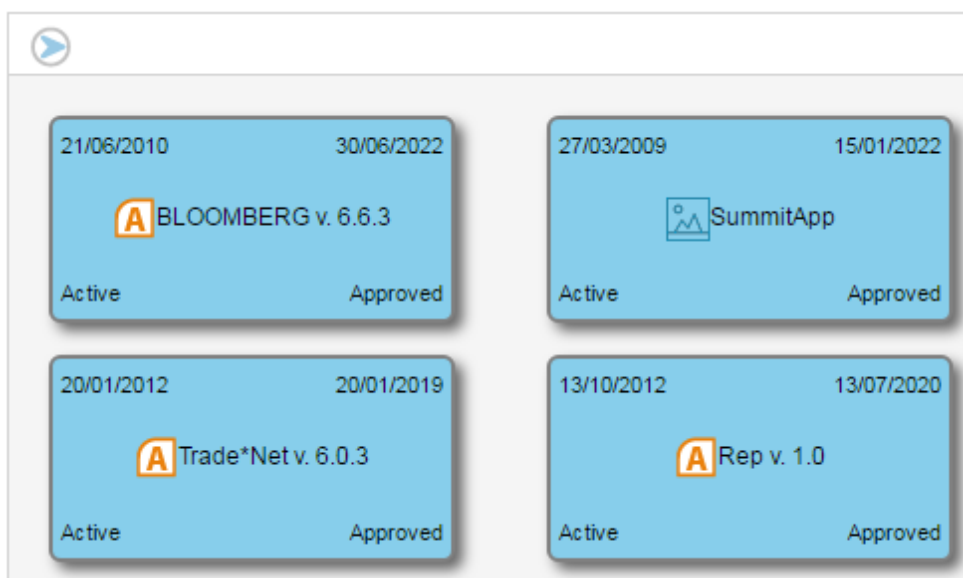 21/06/2010 30/06/2022
A BLOOMBERG v. 6.6.3
Active Approved
27/03/2009 15/01/2022
SummitApp
Active Approved
20/01/2012 20/01/2019
A Trade*Net v. 6.0.3
Active Approved
13/10/2012 13/07/2020
A Rep v. 1.0
Active Approved